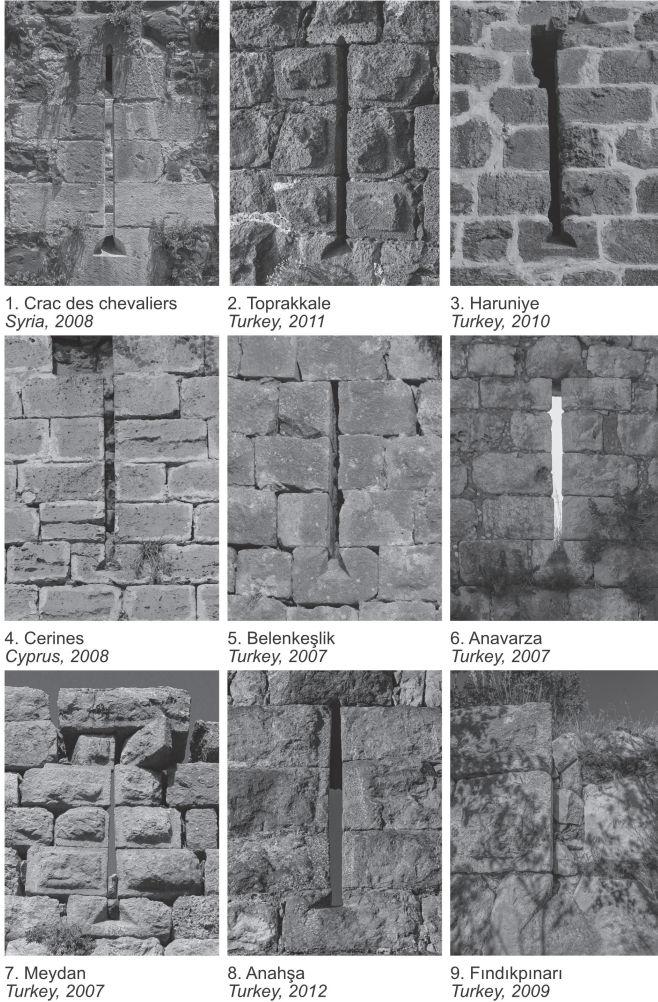 1. Crac des chevaliers
Syria, 2008
2. Toprakkale
Turkey, 2011
3. Haruniye
Turkey, 2010
4. Cerines
Cyprus, 2008
5. Belenkeşlik
Turkey, 2007
6. Anavarza
Turkey, 2007
7. Meydan
Turkey, 2007
8. Anahşa
Turkey, 2012
9. Fındıkpınarı
Turkey, 2009